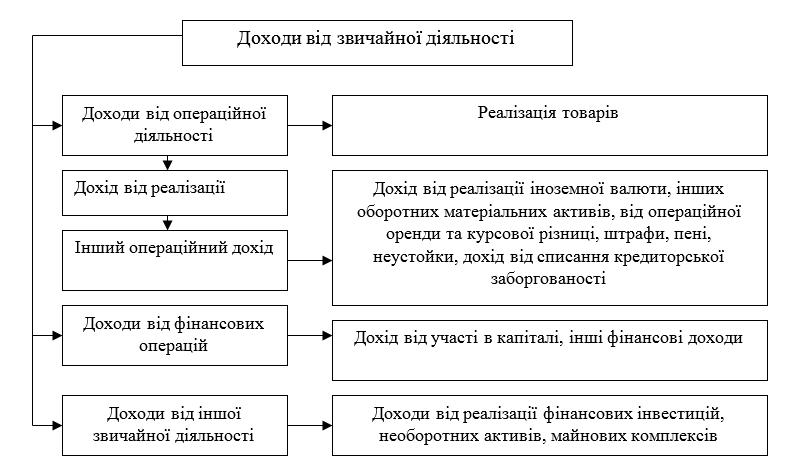 Доходи від звичайної діяльності
Доходи від операційної
діяльності
Реалізація товарів
Дохід від реалізації
Інший операційний дохід
Дохід від реалізації іноземної валюти, інших
оборотних матеріальних активів, від операційної
оренди та курсової різниці, штрафи, пені,
неустойки, дохід від списання кредиторської
заборгованості
Доходи від фінансових
операцій
Дохід від участі в капіталі, інші фінансові доходи
Доходи від іншої
звичайної діяльності
Доходи від реалізації фінансових інвестицій,
необоротних активів, майнових комплексів